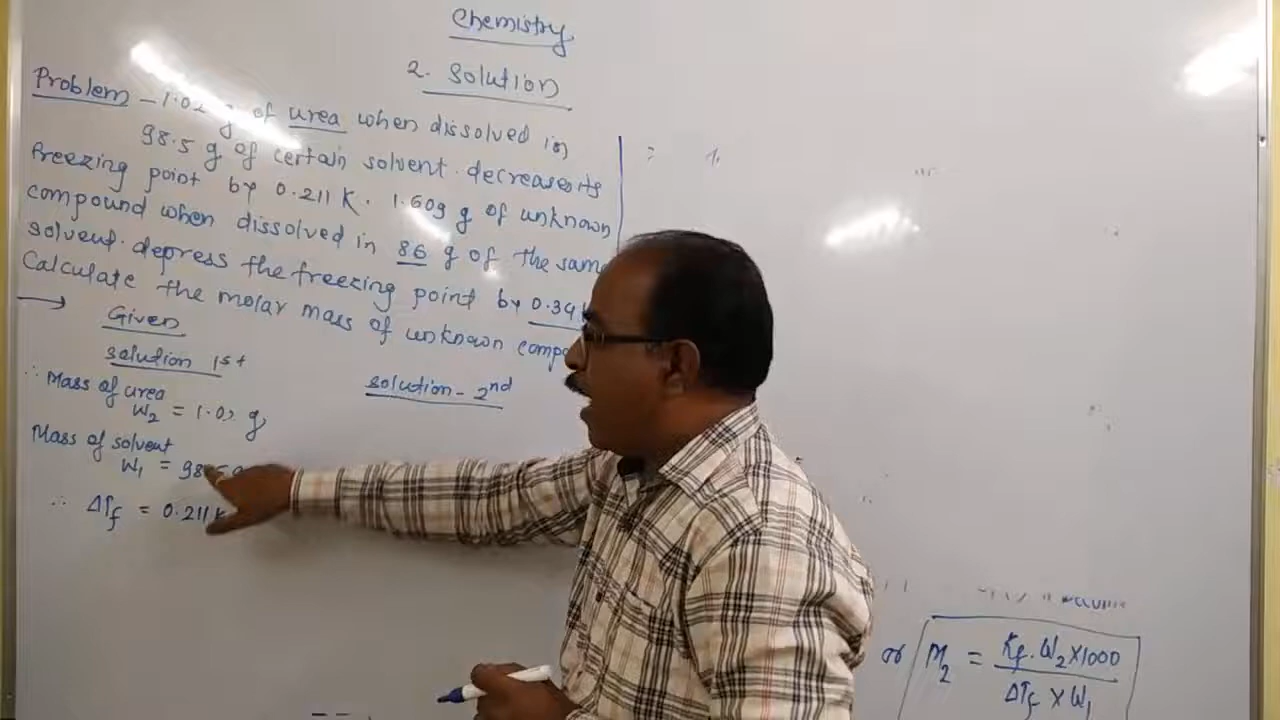 Chemistry
2. Solution
Problem - 1.02 g of urea when dissolved in
98.5 g of certain solvent. decreases its
freezing point by 0.211 K. 1.609 g of unknown
compound when dissolved in 86 g of the same
solvent. depress the freezing point by 0.34
Calculate the molar mass of unknown comp
Given
solution 1st
∴ Mass of urea
W₂ = 1.02 g
Mass of solvent
W₁ = 98.5 g
∴ ΔTf = 0.211 K
solution - 2nd
or M₂ = Kf . W₂ x 1000 / ΔTf x W₁